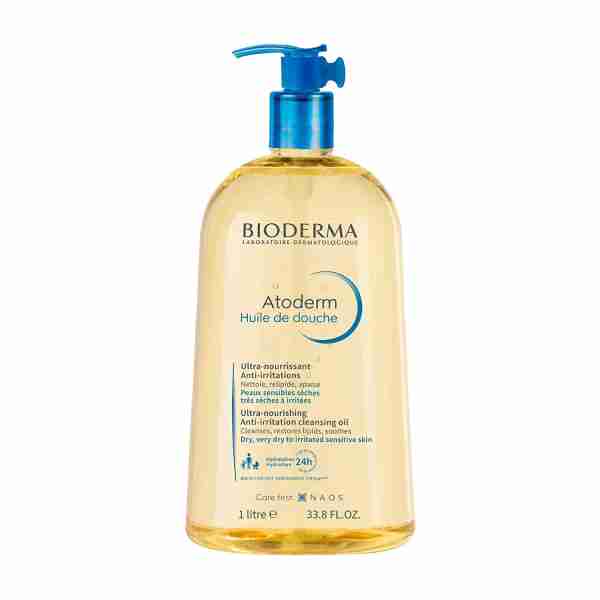 BIODERMA
LABORATOIRE DERMATOLOGIQUE
Atoderm
Huile de douche
Ultra-nourrissant
Anti-irritations
Nettoie, relipide, apaise
Peaux sensibles sèches
très sèches à irritées
Ultra-nourishing
Anti-irritation cleansing oil
Cleanses, restores lipids, soothes
Dry, very dry to irritated sensitive skin
Hydratation
Hydration
24h
Care first NAOS
1 litre ℮ 33.8 FL.OZ.